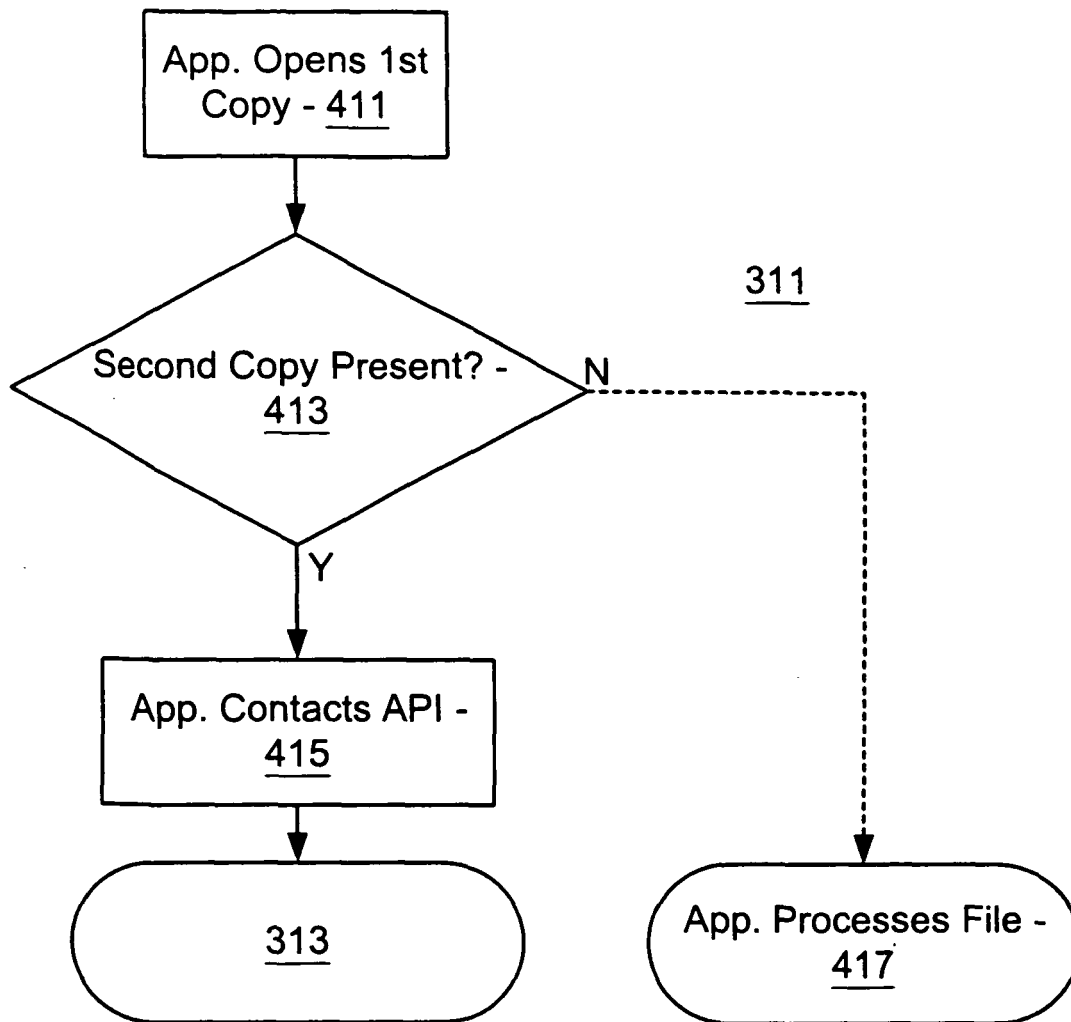 App. Opens 1st
Copy - 411
311
Second Copy Present? -
413
N
Y
App. Contacts API -
415
313
App. Processes File -
417